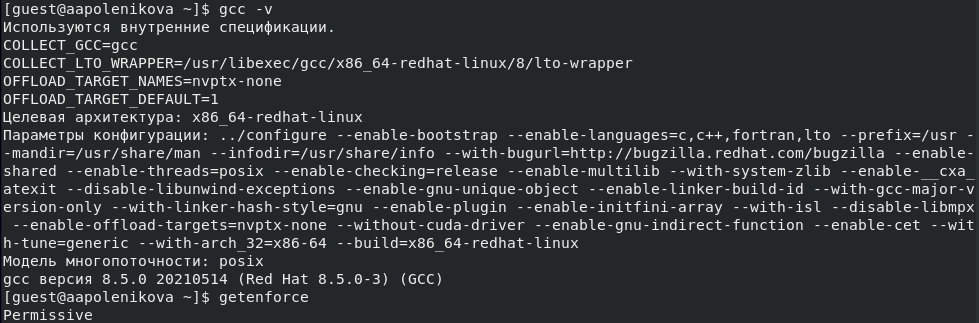 [guest@aapolenikova ~]$ gcc -v
Используются внутренние спецификации.
COLLECT_GCC=gcc
COLLECT_LTO_WRAPPER=/usr/libexec/gcc/x86_64-redhat-linux/8/lto-wrapper
OFFLOAD_TARGET_NAMES=nvptx-none
OFFLOAD_TARGET_DEFAULT=1
Целевая архитектура: x86_64-redhat-linux
Параметры конфигурации: ../configure --enable-bootstrap --enable-languages=c,c++,fortran,lto --prefix=/usr -
-mandir=/usr/share/man --infodir=/usr/share/info --with-bugurl=http://bugzilla.redhat.com/bugzilla --enable-
shared --enable-threads=posix --enable-checking=release --enable-multilib --with-system-zlib --enable-__cxa_
atexit --disable-libunwind-exceptions --enable-gnu-unique-object --enable-linker-build-id --with-gcc-major-v
ersion-only --with-linker-hash-style=gnu --enable-plugin --enable-initfini-array --with-isl --disable-libmpx
 --enable-offload-targets=nvptx-none --without-cuda-driver --enable-gnu-indirect-function --enable-cet --wit
h-tune=generic --with-arch_32=x86-64 --build=x86_64-redhat-linux
Модель многопоточности: posix
gcc версия 8.5.0 20210514 (Red Hat 8.5.0-3) (GCC)
[guest@aapolenikova ~]$ getenforce
Permissive